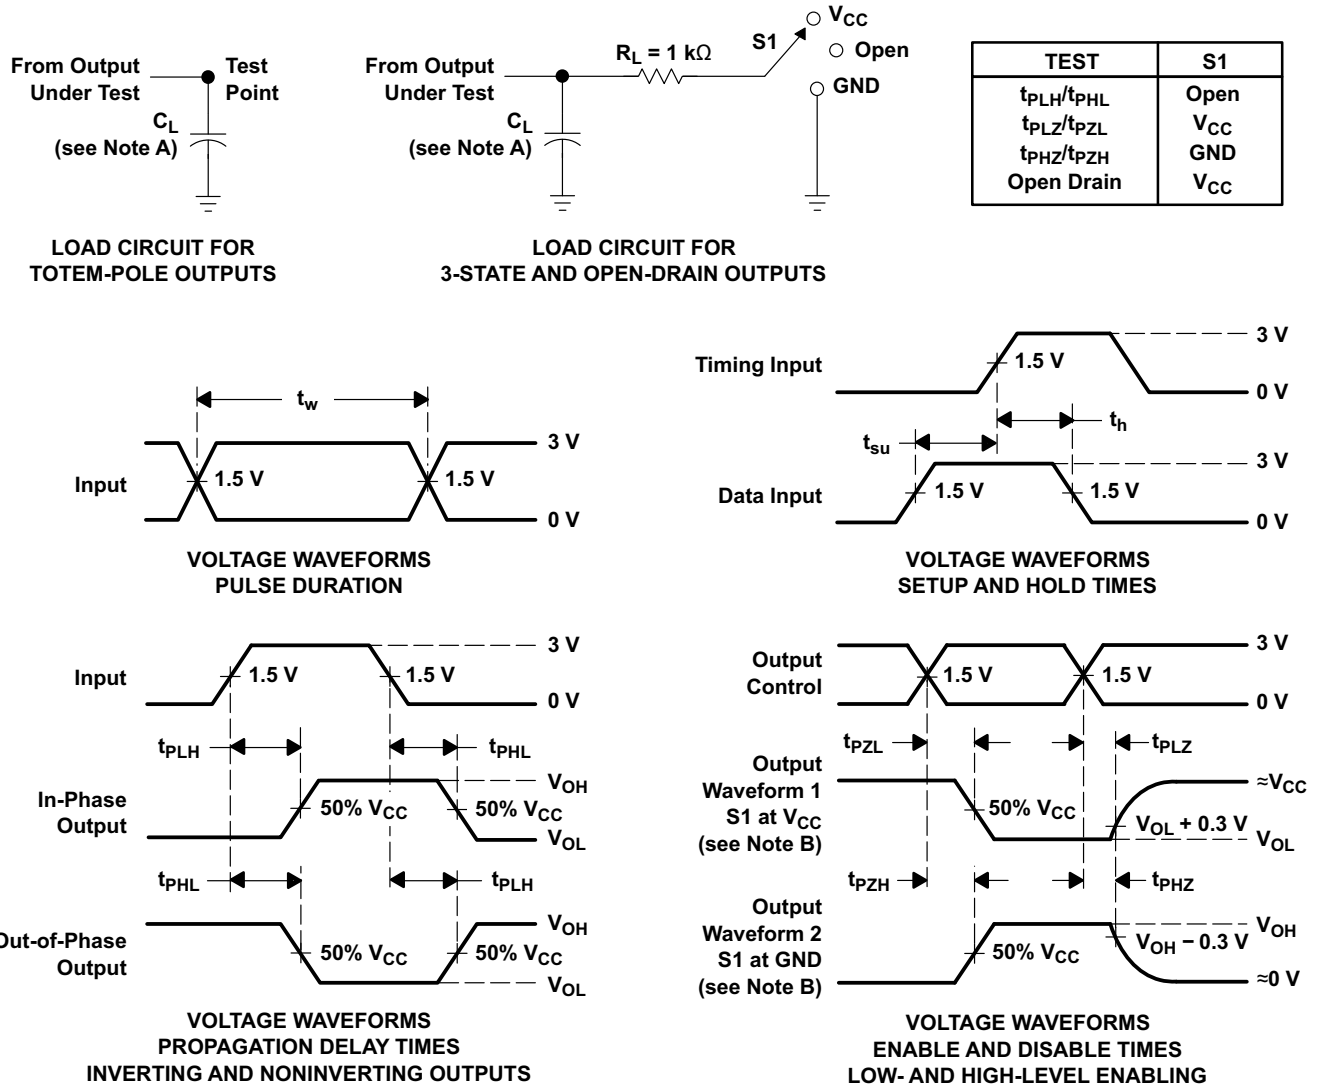 From Output
Under Test
Test
Point
CL
(see Note A)
LOAD CIRCUIT FOR
TOTEM-POLE OUTPUTS
From Output
Under Test
CL
(see Note A)
RL = 1 kΩ
S1
VCC
Open
GND
LOAD CIRCUIT FOR
3-STATE AND OPEN-DRAIN OUTPUTS
TEST S1
tPLH/tPHL Open
tPLZ/tPZL VCC
tPHZ/tPZH GND
Open Drain VCC
tw
Input
1.5 V
1.5 V
3 V
0 V
VOLTAGE WAVEFORMS
PULSE DURATION
Timing Input
1.5 V
3 V
0 V
tsu
th
Data Input
1.5 V
1.5 V
3 V
0 V
VOLTAGE WAVEFORMS
SETUP AND HOLD TIMES
Input
1.5 V
1.5 V
3 V
0 V
tPLH
tPHL
In-Phase
Output
50% VCC
50% VCC
VOH
VOL
tPHL
tPLH
Out-of-Phase
Output
50% VCC
50% VCC
VOH
VOL
VOLTAGE WAVEFORMS
PROPAGATION DELAY TIMES
INVERTING AND NONINVERTING OUTPUTS
Output
Control
1.5 V
1.5 V
3 V
0 V
tPZL
tPLZ
Output
Waveform 1
S1 at VCC
(see Note B)
50% VCC
VOL + 0.3 V
≈VCC
VOL
tPZH
tPHZ
Output
Waveform 2
S1 at GND
(see Note B)
50% VCC
VOH − 0.3 V
VOH
≈0 V
VOLTAGE WAVEFORMS
ENABLE AND DISABLE TIMES
LOW- AND HIGH-LEVEL ENABLING